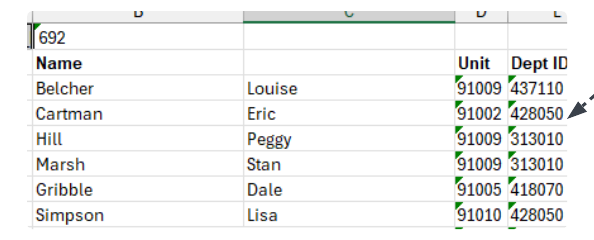 B C D E
692
Name Unit Dept ID
Belcher Louise 91009 437110
Cartman Eric 91002 428050
Hill Peggy 91009 313010
Marsh Stan 91009 313010
Gribble Dale 91005 418070
Simpson Lisa 91010 428050